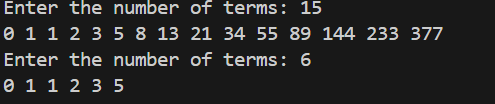 Enter the number of terms: 15
0 1 1 2 3 5 8 13 21 34 55 89 144 233 377
Enter the number of terms: 6
0 1 1 2 3 5